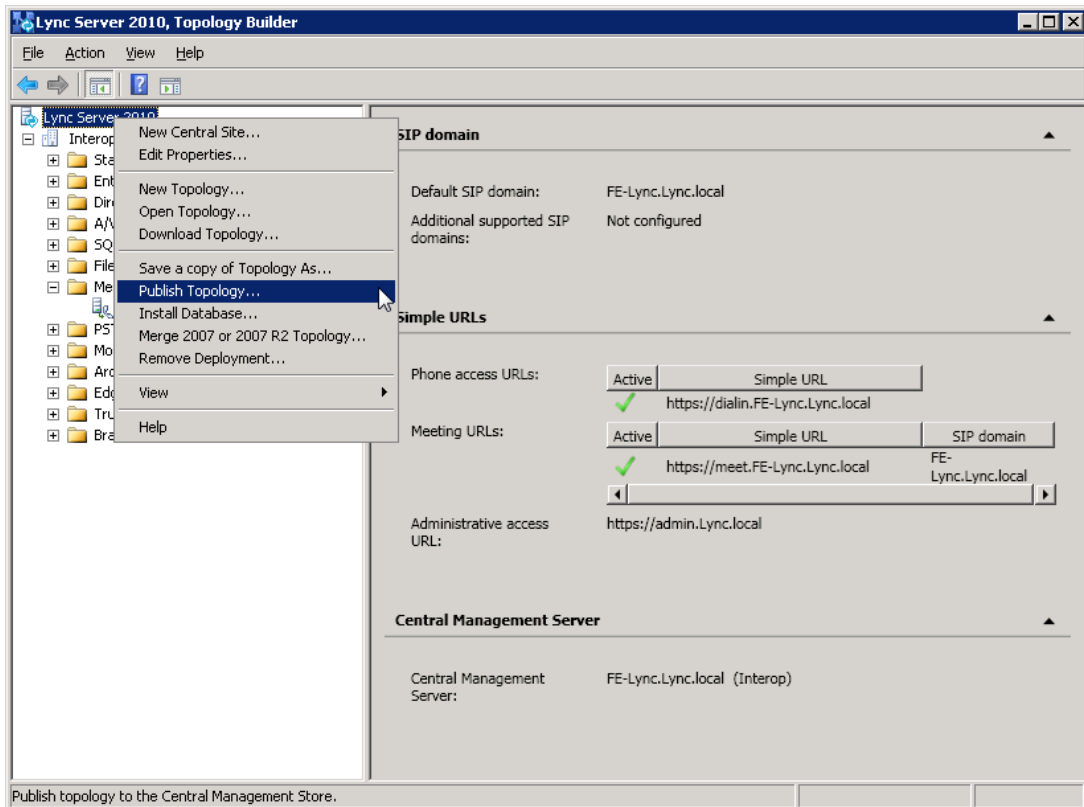 Lync Server 2010, Topology Builder
File Action View Help
Lync Server 2010
Interop
New Central Site...
Edit Properties...
New Topology...
Open Topology...
Download Topology...
Save a copy of Topology As...
Publish Topology...
Install Database...
Merge 2007 or 2007 R2 Topology...
Remove Deployment...
View
Help
SIP domain
Default SIP domain: FE-Lync.Lync.local
Additional supported SIP domains: Not configured
Simple URLs
Phone access URLs: Active Simple URL
https://dialin.FE-Lync.Lync.local
Meeting URLs: Active Simple URL SIP domain
https://meet.FE-Lync.Lync.local FE-Lync.Lync.local
Administrative access URL: https://admin.Lync.local
Central Management Server
Central Management Server: FE-Lync.Lync.local (Interop)
Publish topology to the Central Management Store.